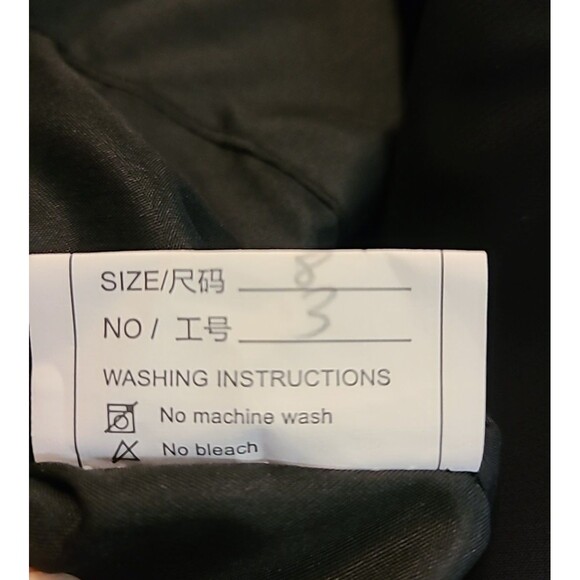 SIZE/尺码 8
NO / 工号 3
WASHING INSTRUCTIONS
No machine wash
No bleach